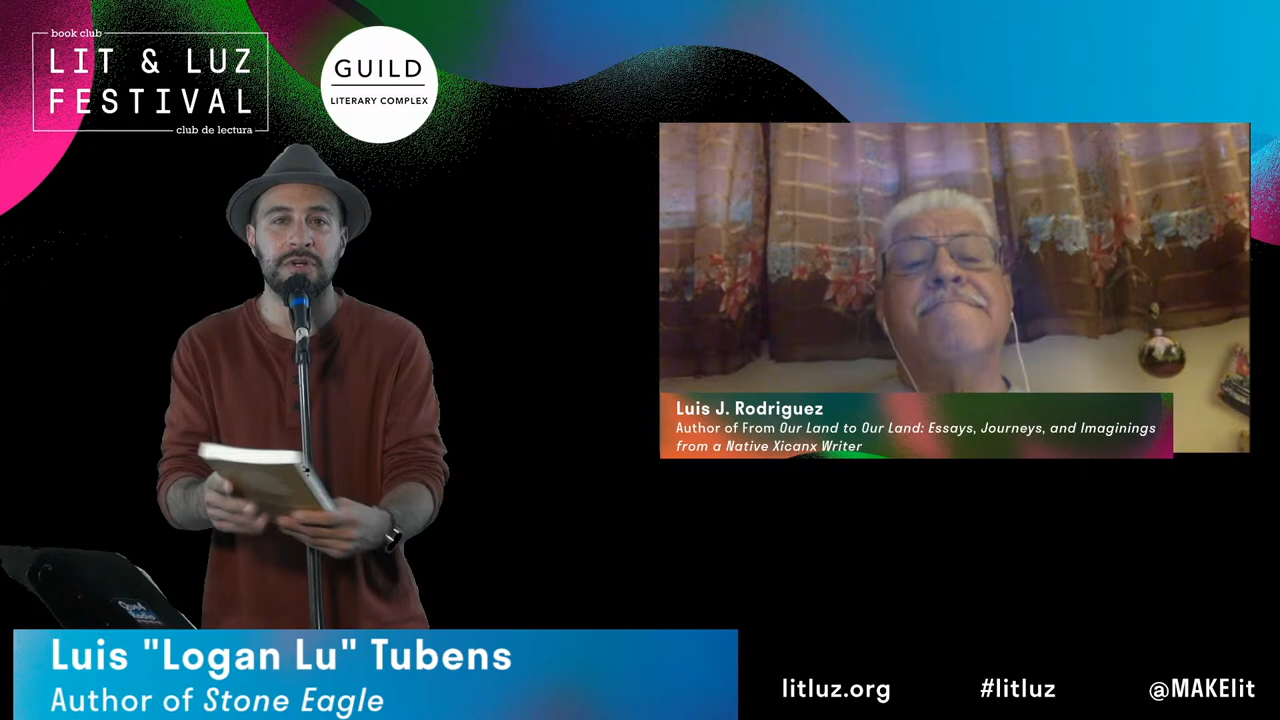 book club
LIT & LUZ
FESTIVAL
club de lectura
GUILD
LITERARY COMPLEX
Luis J. Rodriguez
Author of From Our Land to Our Land: Essays, Journeys, and Imaginings
from a Native Xicanx Writer
Luis "Logan Lu" Tubens
Author of Stone Eagle
litluz.org
#litluz
@MAKElit